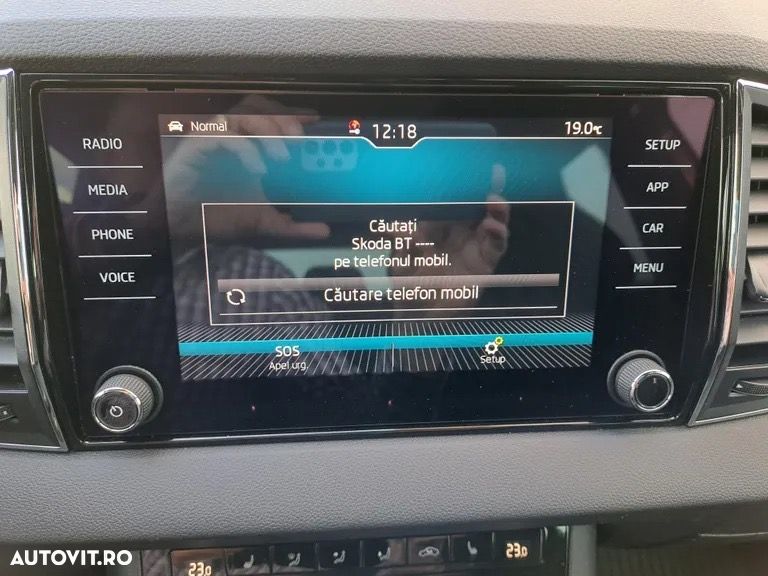 Normal 12:18 19.0°C
RADIO
MEDIA
PHONE
VOICE
Căutați
Skoda BT ----
pe telefonul mobil.
Căutare telefon mobil
SOS
Apel urg.
Setup
SETUP
APP
CAR
MENU
23.0
23.0
AUTOVIT.RO